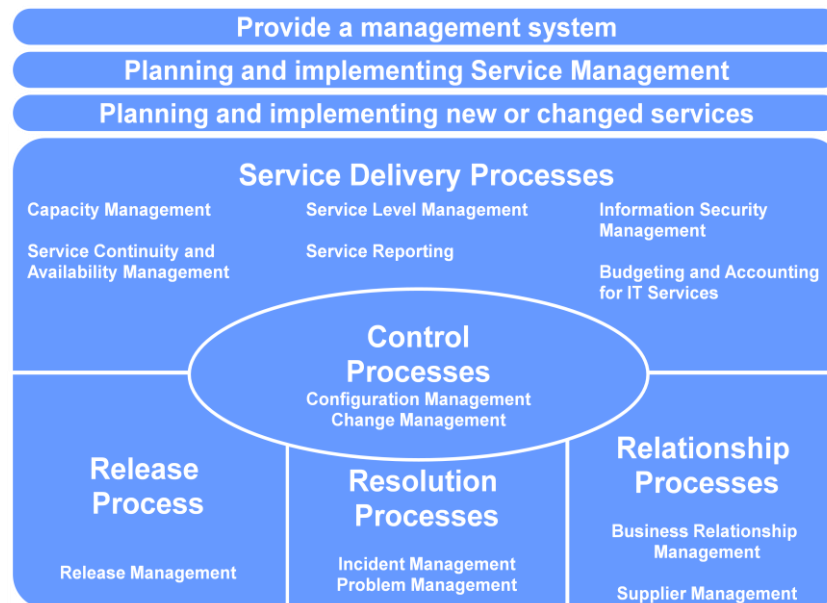 Provide a management system
Planning and implementing Service Management
Planning and implementing new or changed services
Service Delivery Processes
Capacity Management
Service Continuity and
Availability Management
Service Level Management
Service Reporting
Information Security
Management
Budgeting and Accounting
for IT Services
Control
Processes
Configuration Management
Change Management
Release
Process
Release Management
Resolution
Processes
Incident Management
Problem Management
Relationship
Processes
Business Relationship
Management
Supplier Management